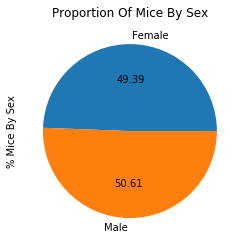 Proportion Of Mice By Sex
Female
49.39
% Mice By Sex
50.61
Male